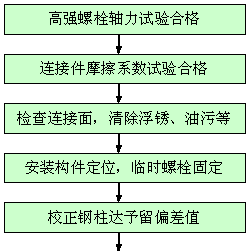 高强螺栓轴力试验合格
连接件摩擦系数试验合格
检查连接面，清除浮锈、油污等
安装构件定位，临时螺栓固定
校正钢柱达予留偏差值